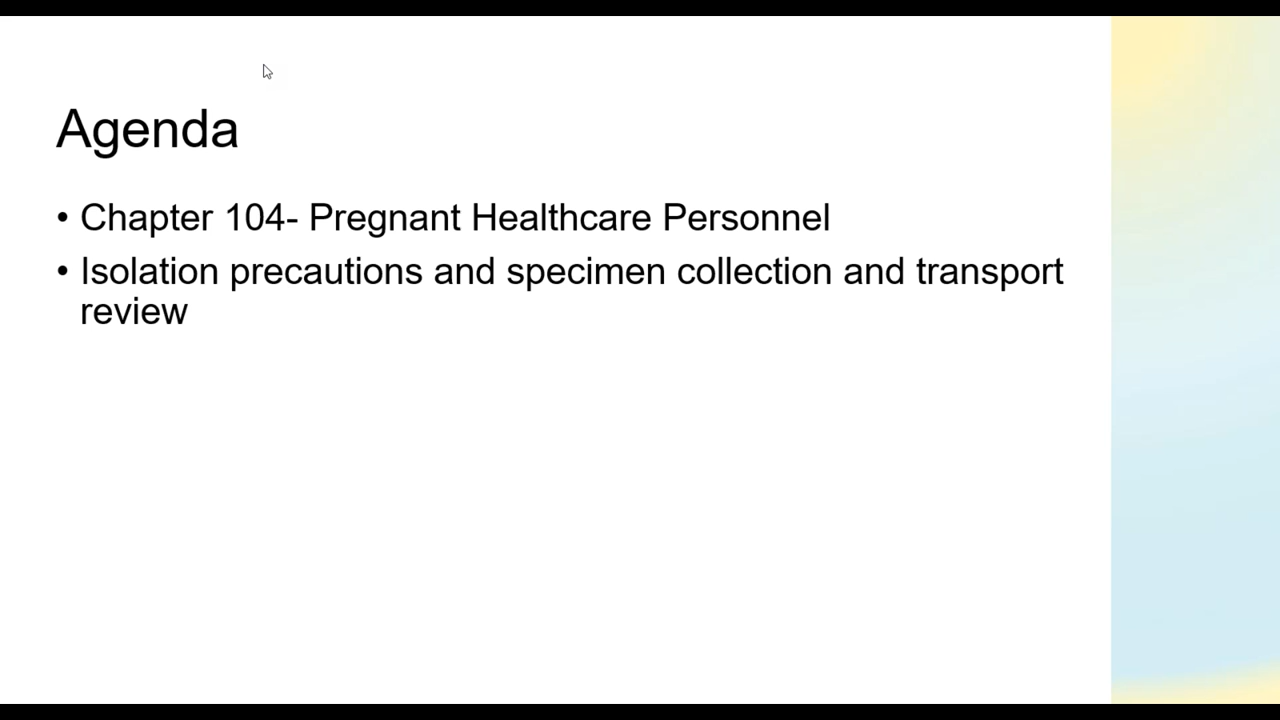 Agenda
• Chapter 104- Pregnant Healthcare Personnel
• Isolation precautions and specimen collection and transport
review